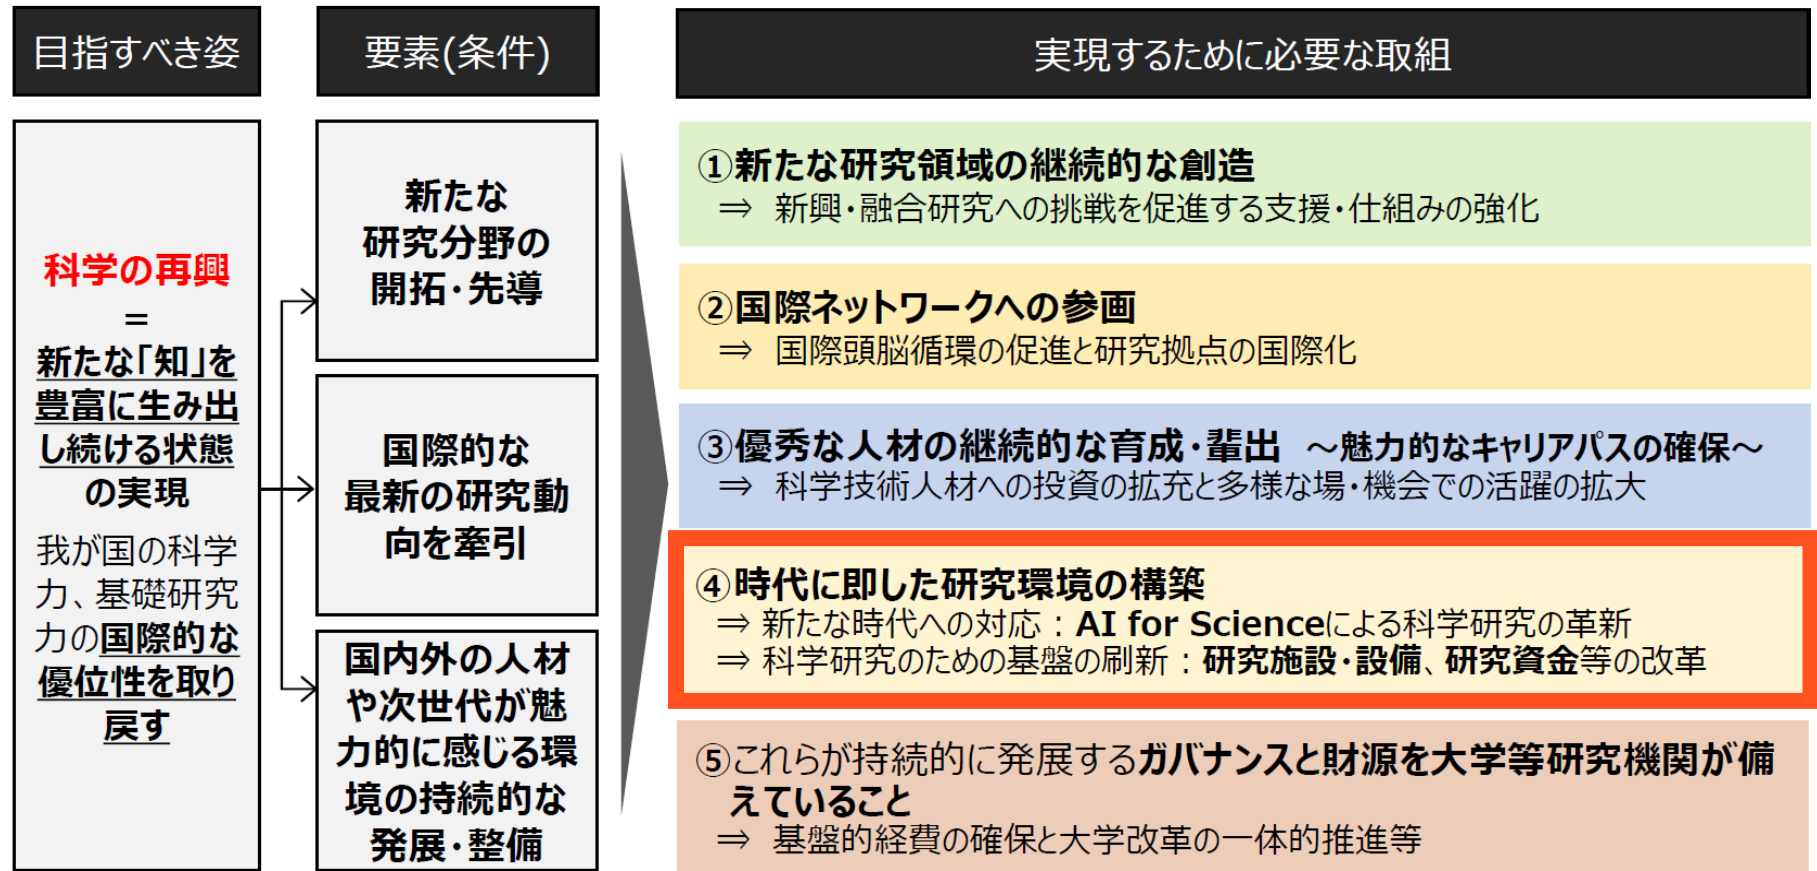 目指すべき姿
要素(条件)
実現するために必要な取組
科学の再興
=
新たな「知」を
豊富に生み出
し続ける状態
の実現
我が国の科学
力、基礎研究
力の国際的な
優位性を取り
戻す
新たな
研究分野の
開拓・先導
国際的な
最新の研究動
向を牽引
国内外の人材
や次世代が魅
力的に感じる環
境の持続的な
発展・整備
①新たな研究領域の継続的な創造
⇒ 新興・融合研究への挑戦を促進する支援・仕組みの強化
②国際ネットワークへの参画
⇒ 国際頭脳循環の促進と研究拠点の国際化
③優秀な人材の継続的な育成・輩出 ～魅力的なキャリアパスの確保～
⇒ 科学技術人材への投資の拡充と多様な場・機会での活躍の拡大
④時代に即した研究環境の構築
⇒ 新たな時代への対応：AI for Scienceによる科学研究の革新
⇒ 科学研究のための基盤の刷新：研究施設・設備、研究資金等の改革
⑤これらが持続的に発展するガバナンスと財源を大学等研究機関が備
えていること
⇒ 基盤的経費の確保と大学改革の一体的推進等